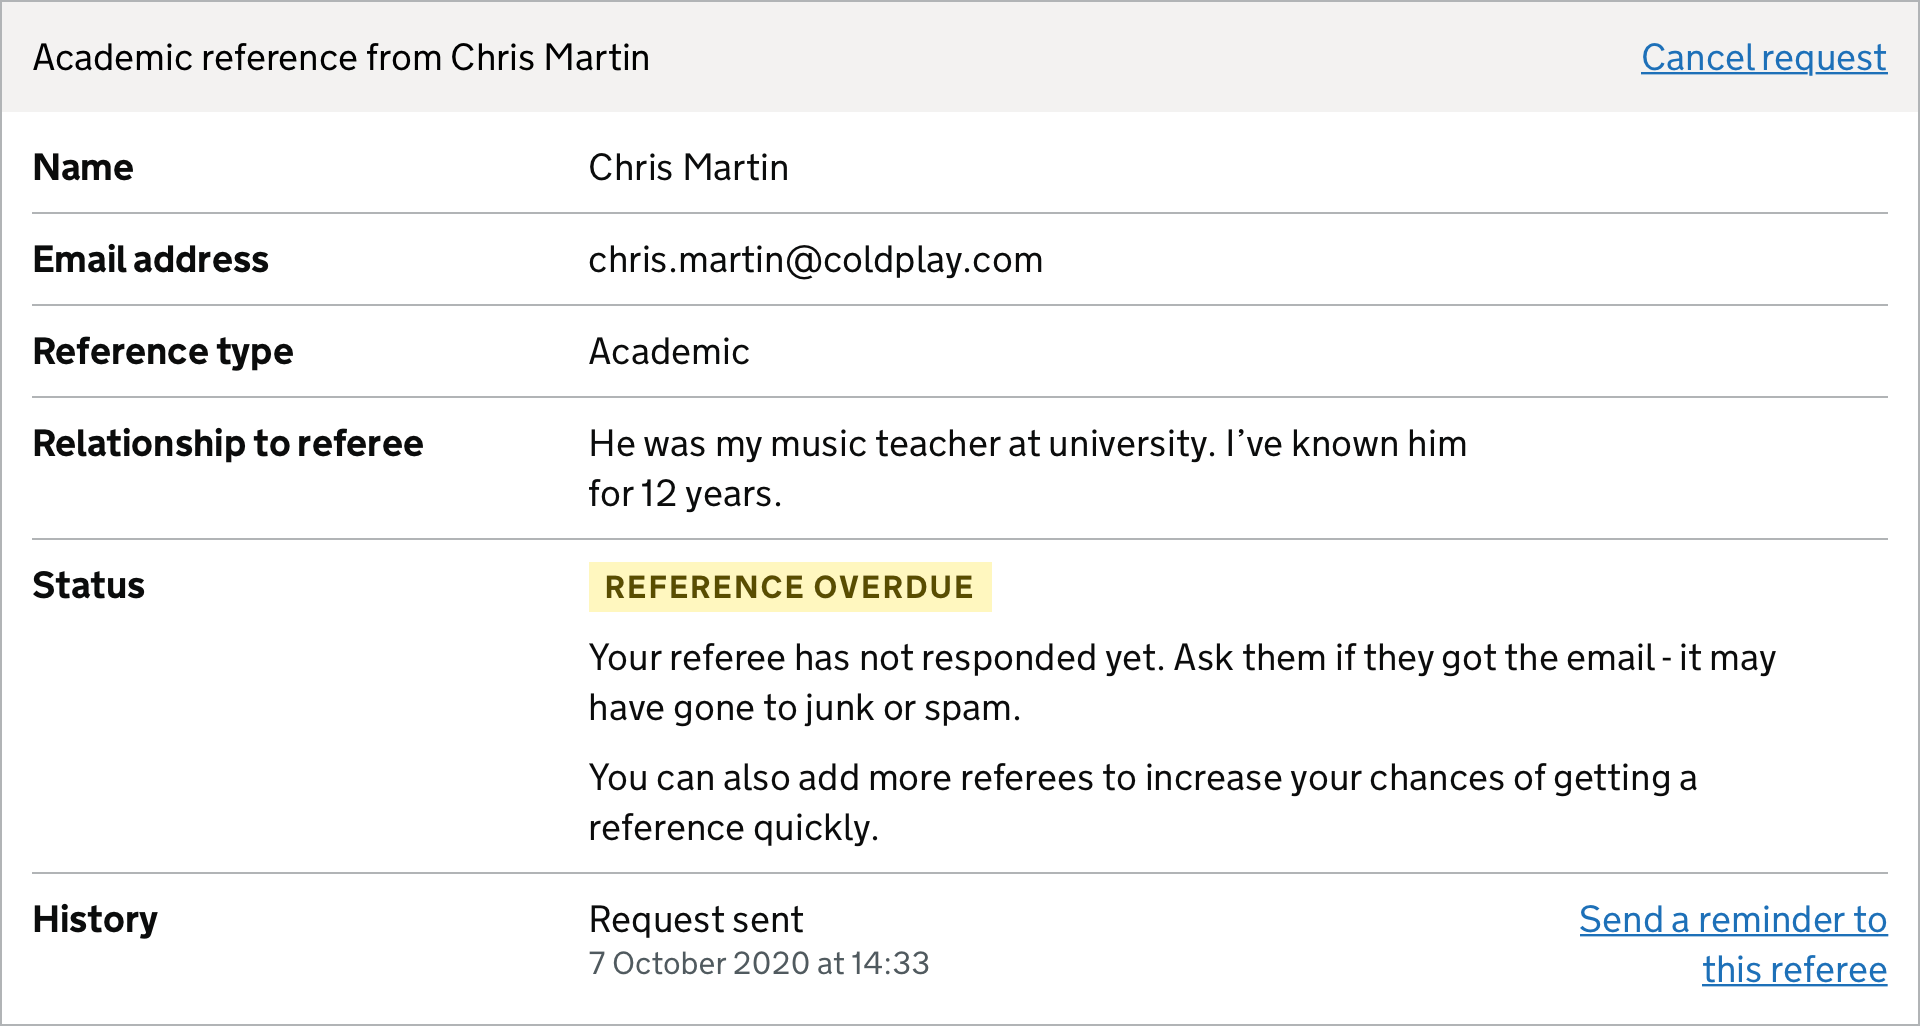 Academic reference from Chris Martin
Cancel request
Name
Chris Martin
Email address
chris.martin@coldplay.com
Reference type
Academic
Relationship to referee
He was my music teacher at university. I’ve known him
for 12 years.
Status
REFERENCE OVERDUE
Your referee has not responded yet. Ask them if they got the email - it may
have gone to junk or spam.
You can also add more referees to increase your chances of getting a
reference quickly.
History
Request sent
7 October 2020 at 14:33
Send a reminder to
this referee